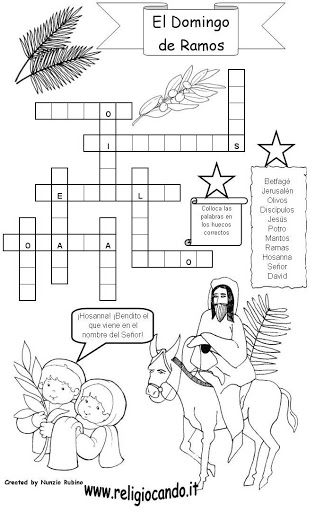 El Domingo
de Ramos
O
I
S
E
L
O
A
A
O
Colloca las
palabras en
los huecos
correctos
Betfagé
Jerusalén
Olivos
Discípulos
Jesús
Potro
Mantos
Ramas
Hosanna
Señor
David
¡Hosanna! ¡Bendito el
que viene en el
nombre del Señor!
Created by Nunzio Rubino
www.religiocando.it